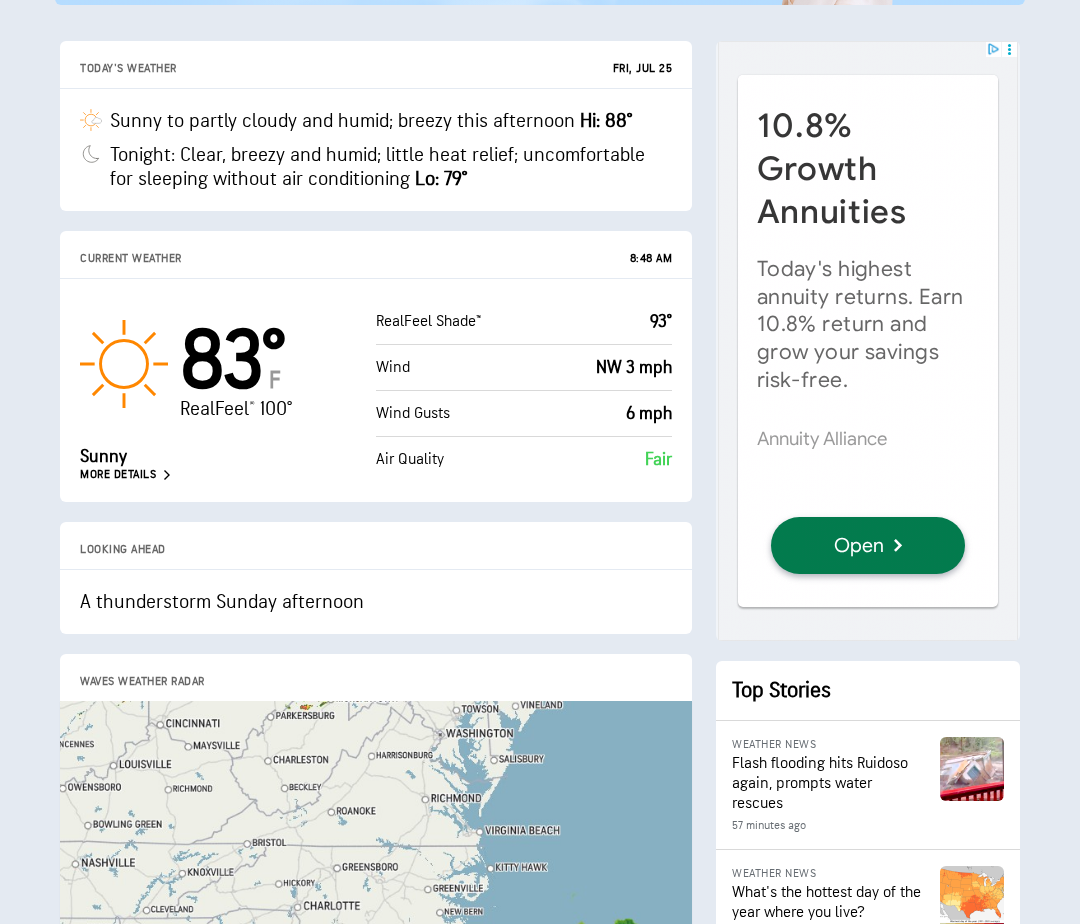 TODAY'S WEATHER
FRI, JUL 25
Sunny to partly cloudy and humid; breezy this afternoon Hi: 88°
Tonight: Clear, breezy and humid; little heat relief; uncomfortable
for sleeping without air conditioning Lo: 79°
CURRENT WEATHER
8:48 AM
83° F
RealFeel® 100°
Sunny
MORE DETAILS
RealFeel Shade™
93°
Wind
NW 3 mph
Wind Gusts
6 mph
Air Quality
Fair
LOOKING AHEAD
A thunderstorm Sunday afternoon
WAVES WEATHER RADAR
CINCINNATI
PARKERSBURG
TOWSON
VINELAND
WASHINGTON
NCENNES
MAYSVILLE
HARRISONBURG
SALISBURY
LOUISVILLE
CHARLESTON
OWENSBORO
RICHMOND
BECKLEY
RICHMOND
ROANOKE
BOWLING GREEN
VIRGINIA BEACH
BRISTOL
NASHVILLE
KNOXVILLE
GREENSBORO
KITTY HAWK
HICKORY
GREENVILLE
CLEVELAND
CHARLOTTE
NEW BERN
10.8%
Growth
Annuities
Today's highest
annuity returns. Earn
10.8% return and
grow your savings
risk-free.
Annuity Alliance
Open
Top Stories
WEATHER NEWS
Flash flooding hits Ruidoso
again, prompts water
rescues
57 minutes ago
WEATHER NEWS
What's the hottest day of the
year where you live?